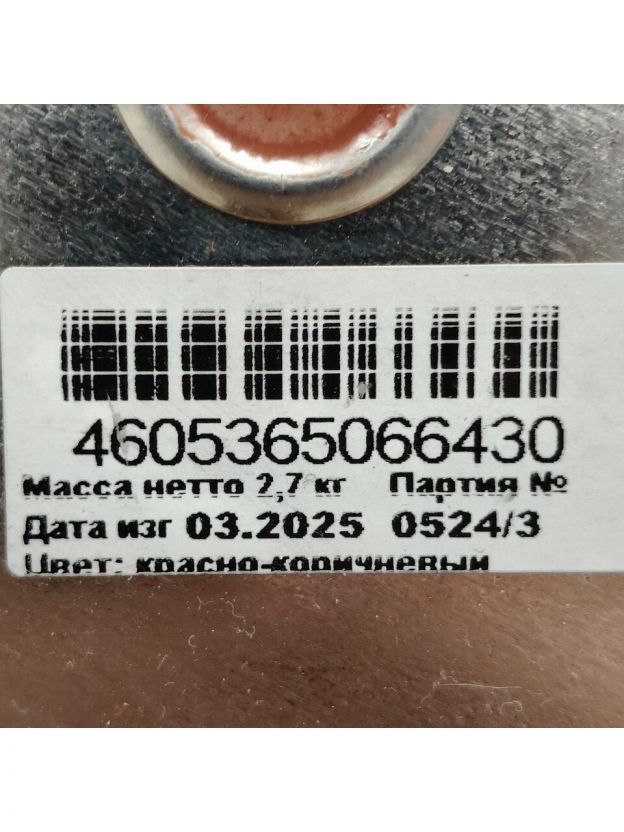 4605365066430
Масса нетто 2,7 кг Партия №
Дата изг 03.2025 0524/3
Цвет: красно-коричневый